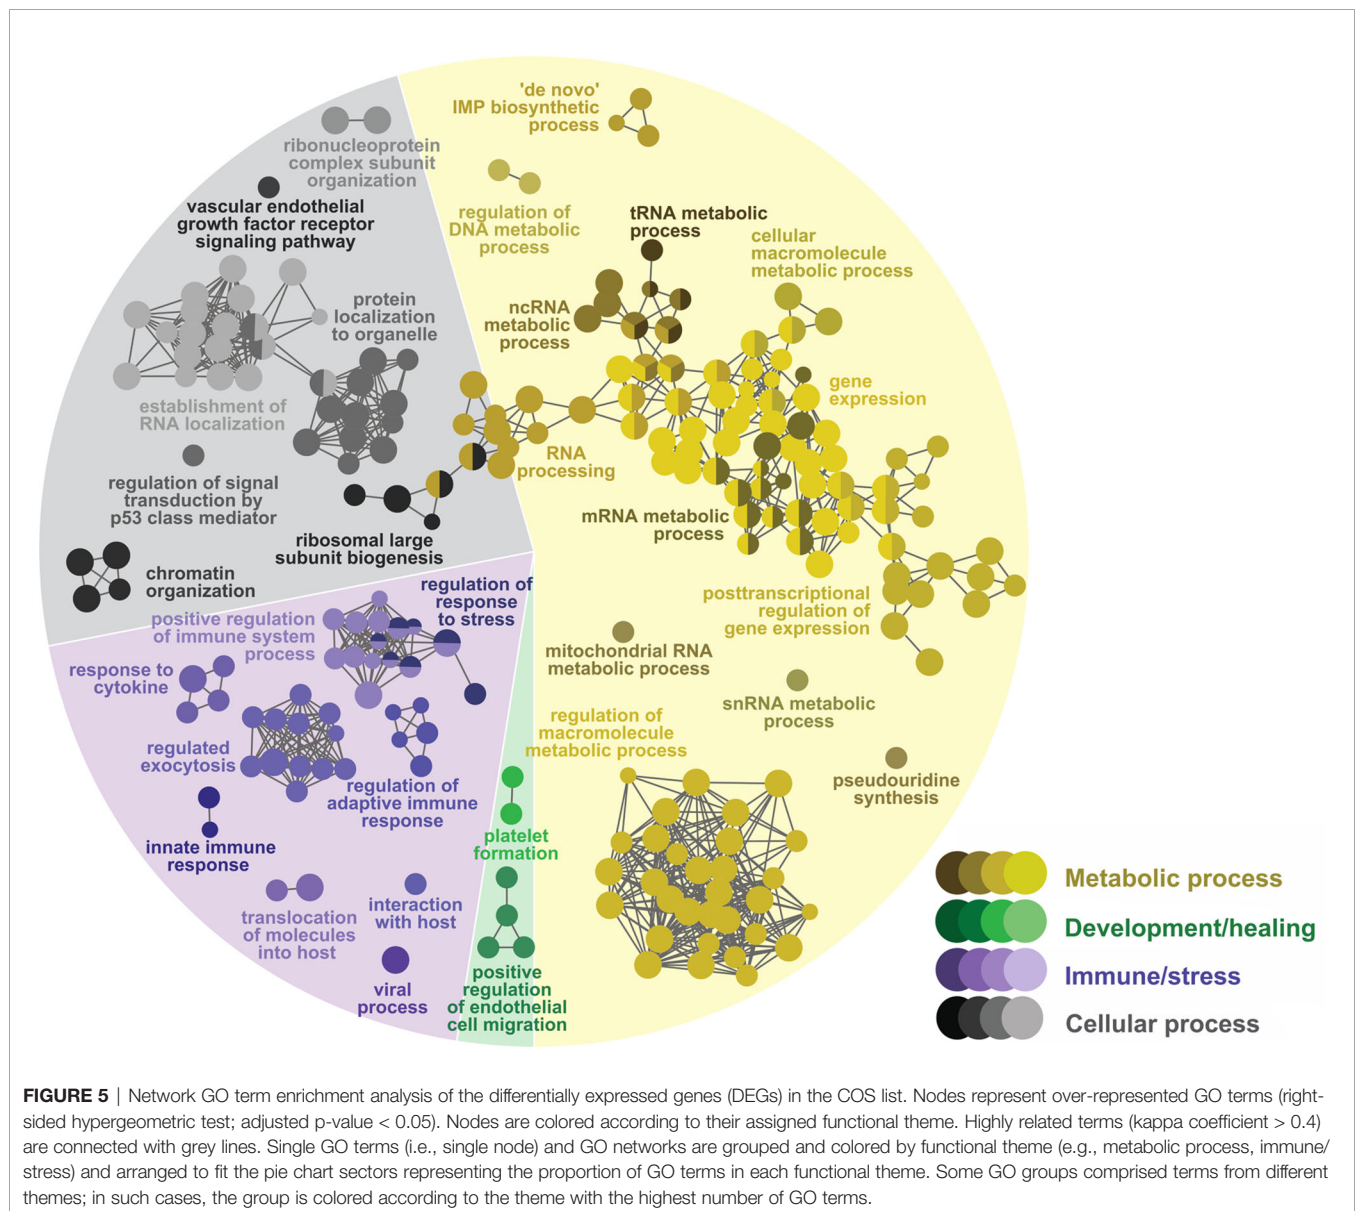 'de novo'
IMP biosynthetic
process
ribonucleoprotein
complex subunit
organization
vascular endothelial
growth factor receptor
signaling pathway
regulation of
DNA metabolic
process
tRNA metabolic
process
cellular
macromolecule
metabolic process
protein
localization
to organelle
ncRNA
metabolic
process
gene
expression
establishment of
RNA localization
RNA
processing
regulation of signal
transduction by
p53 class mediator
mRNA metabolic
process
ribosomal large
subunit biogenesis
chromatin
organization
regulation of
response
to stress
posttranscriptional
regulation of
gene expression
positive regulation
of immune system
process
mitochondrial RNA
metabolic process
response to
cytokine
snRNA metabolic
process
regulation of
macromolecule
metabolic process
regulated
exocytosis
regulation of
adaptive immune
response
pseudouridine
synthesis
platelet
formation
innate immune
response
translocation
of molecules
into host
interaction
with host
viral
process
positive
regulation
of endothelial
cell migration
Metabolic process
Development/healing
Immune/stress
Cellular process
FIGURE 5 | Network GO term enrichment analysis of the differentially expressed genes (DEGs) in the COS list. Nodes represent over-represented GO terms (right-
sided hypergeometric test; adjusted p-value < 0.05). Nodes are colored according to their assigned functional theme. Highly related terms (kappa coefficient > 0.4)
are connected with grey lines. Single GO terms (i.e., single node) and GO networks are grouped and colored by functional theme (e.g., metabolic process, immune/
stress) and arranged to fit the pie chart sectors representing the proportion of GO terms in each functional theme. Some GO groups comprised terms from different
themes; in such cases, the group is colored according to the theme with the highest number of GO terms.